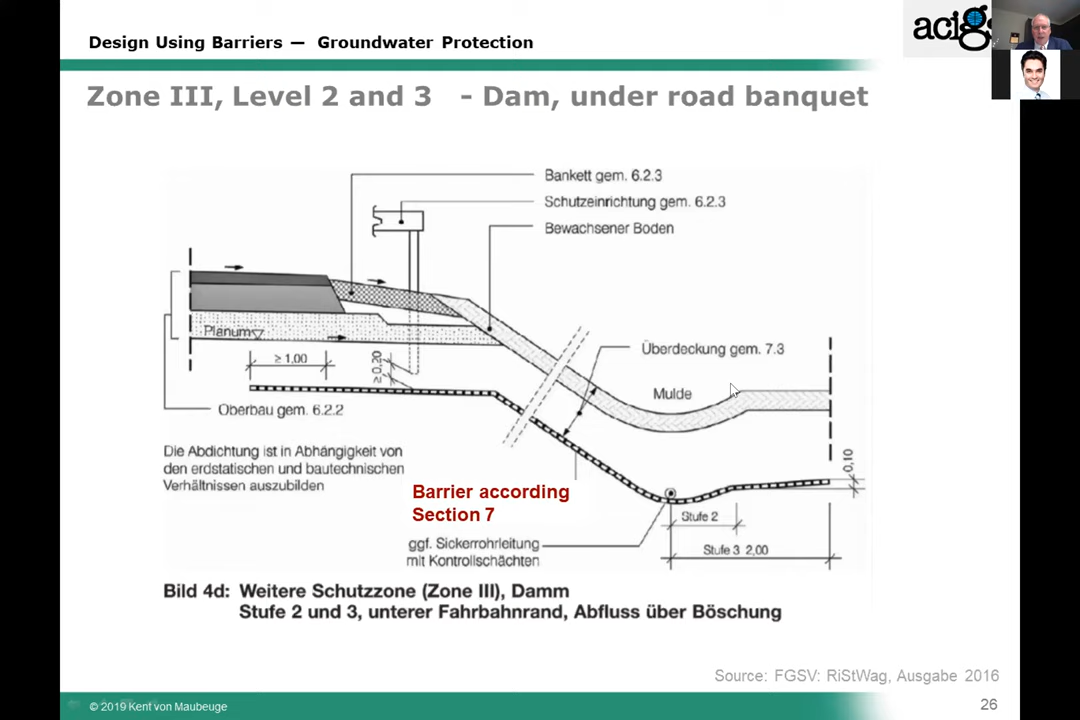 Design Using Barriers — Groundwater Protection
acigs
Zone III, Level 2 and 3 - Dam, under road banquet
Bankett gem. 6.2.3
Schutzeinrichtung gem. 6.2.3
Bewachsener Boden
Planum
≥ 1,00
≥ 0,20
Überdeckung gem. 7.3
Mulde
Oberbau gem. 6.2.2
Die Abdichtung ist in Abhängigkeit von
den erdstatischen und bautechnischen
Verhältnissen auszubilden
0,10
Barrier according
Section 7
Stufe 2
ggf. Sickerrohrleitung
mit Kontrollschächten
Stufe 3 2,00
Bild 4d: Weitere Schutzzone (Zone III), Damm
Stufe 2 und 3, unterer Fahrbahnrand, Abfluss über Böschung
Source: FGSV: RiStWag, Ausgabe 2016
© 2019 Kent von Maubeuge
26